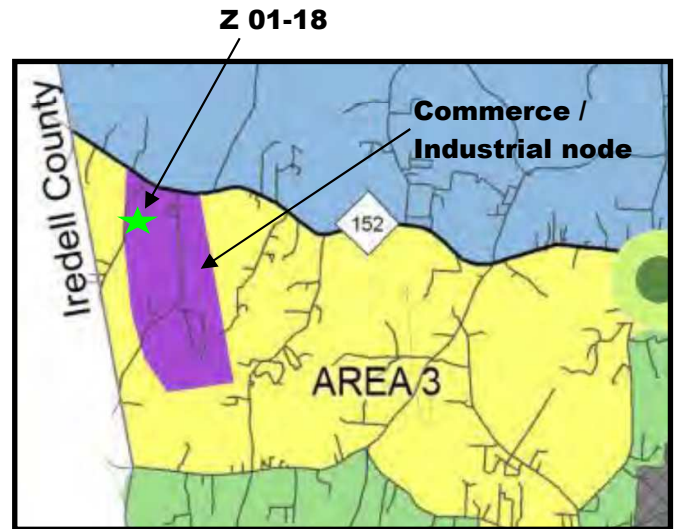 Z 01-18
Commerce /
Industrial node
Iredell County
152
AREA 3